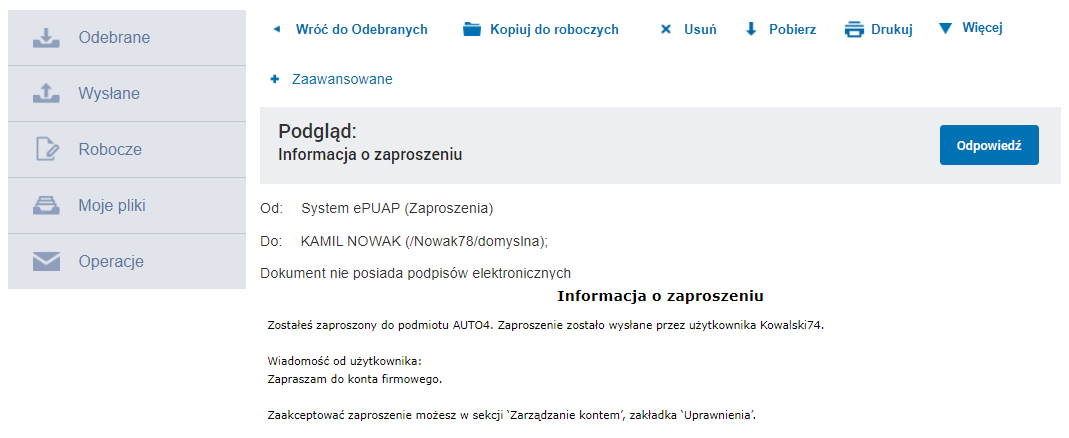 Odebrane
Wysłane
Robocze
Moje pliki
Operacje
Wróć do Odebranych Kopiuj do roboczych Usuń Pobierz Drukuj Więcej
Zaawansowane
Podgląd:
Informacja o zaproszeniu
Odpowiedź
Od: System ePUAP (Zaproszenia)
Do: KAMIL NOWAK (/Nowak78/domyslna);
Dokument nie posiada podpisów elektronicznych
Informacja o zaproszeniu
Zostałeś zaproszony do podmiotu AUTO4. Zaproszenie zostało wysłane przez użytkownika Kowalski74.
Wiadomość od użytkownika:
Zapraszam do konta firmowego.
Zaakceptować zaproszenie możesz w sekcji 'Zarządzanie kontem', zakładka 'Uprawnienia'.